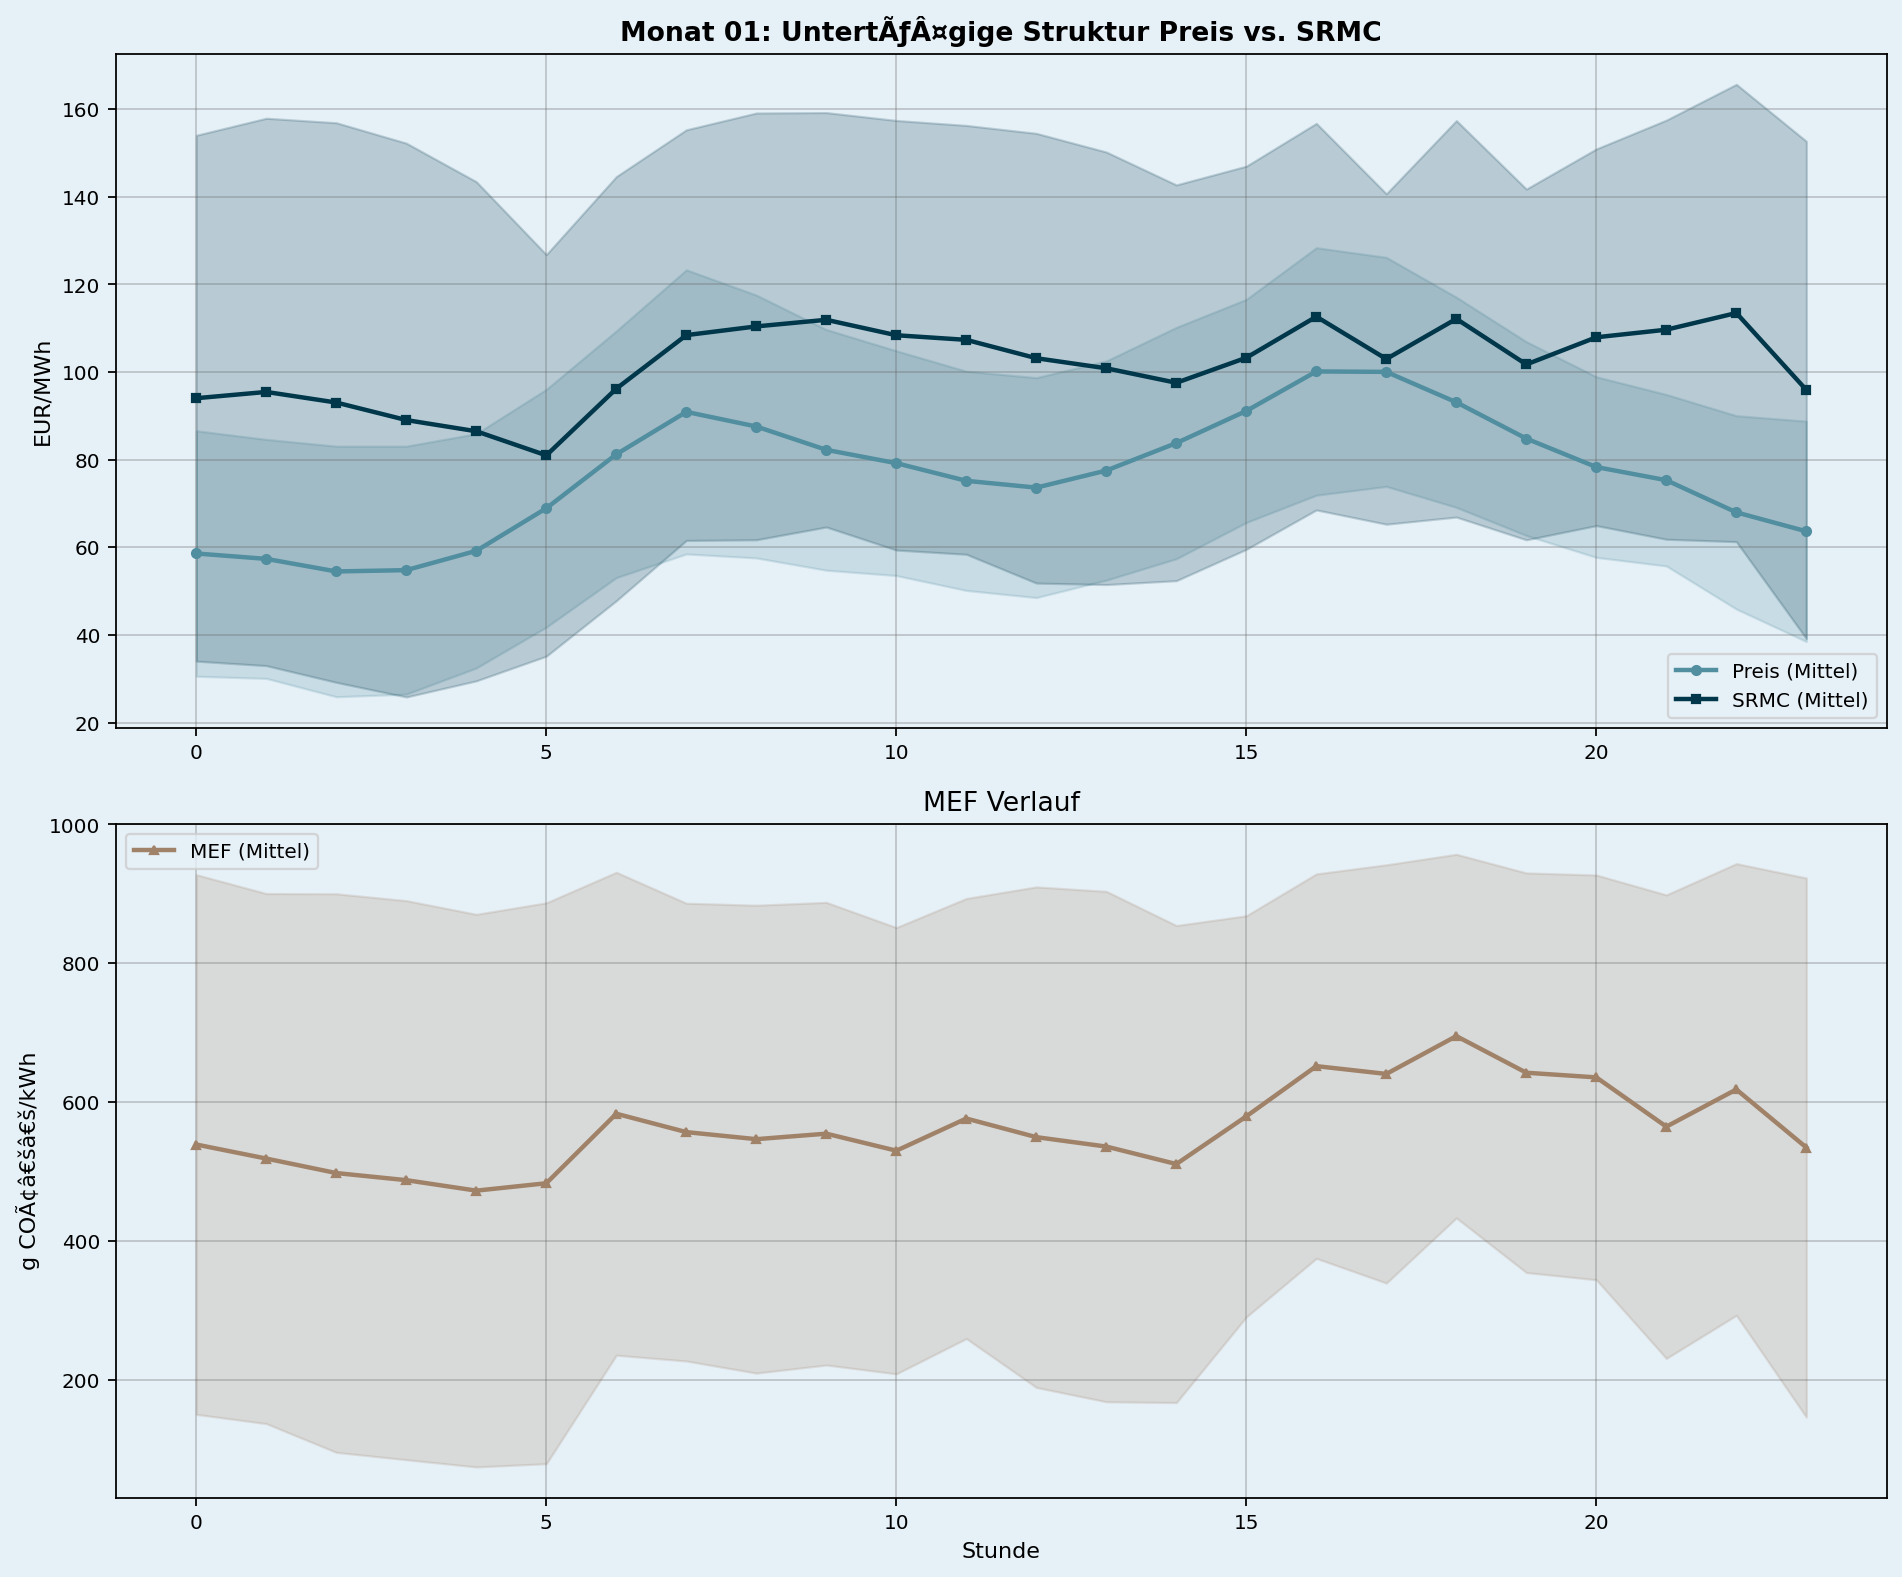 Monat 01: UntertÃƒÂ¤gige Struktur Preis vs. SRMC
160
140
120
100
80
60
40
20
EUR/MWh
Preis (Mittel)
SRMC (Mittel)
0 5 10 15 20
MEF Verlauf
1000
800
600
400
200
g COÃ¢â€šâ€š/kWh
MEF (Mittel)
0 5 10 15 20
Stunde